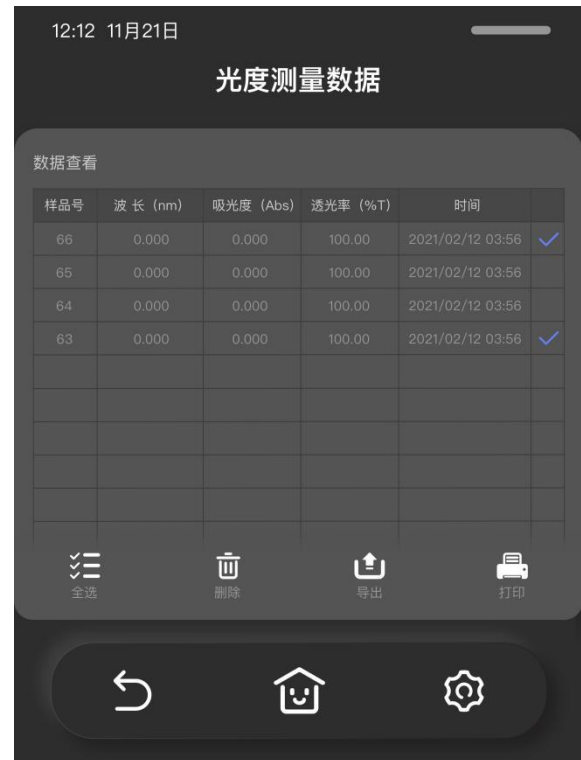 12:12 11月21日
光度测量数据
数据查看
样品号 波 长（nm） 吸光度（Abs） 透光率（%T） 时间
66 0.000 0.000 100.00 2021/02/12 03:56
65 0.000 0.000 100.00 2021/02/12 03:56
64 0.000 0.000 100.00 2021/02/12 03:56
63 0.000 0.000 100.00 2021/02/12 03:56
全选 删除 导出 打印